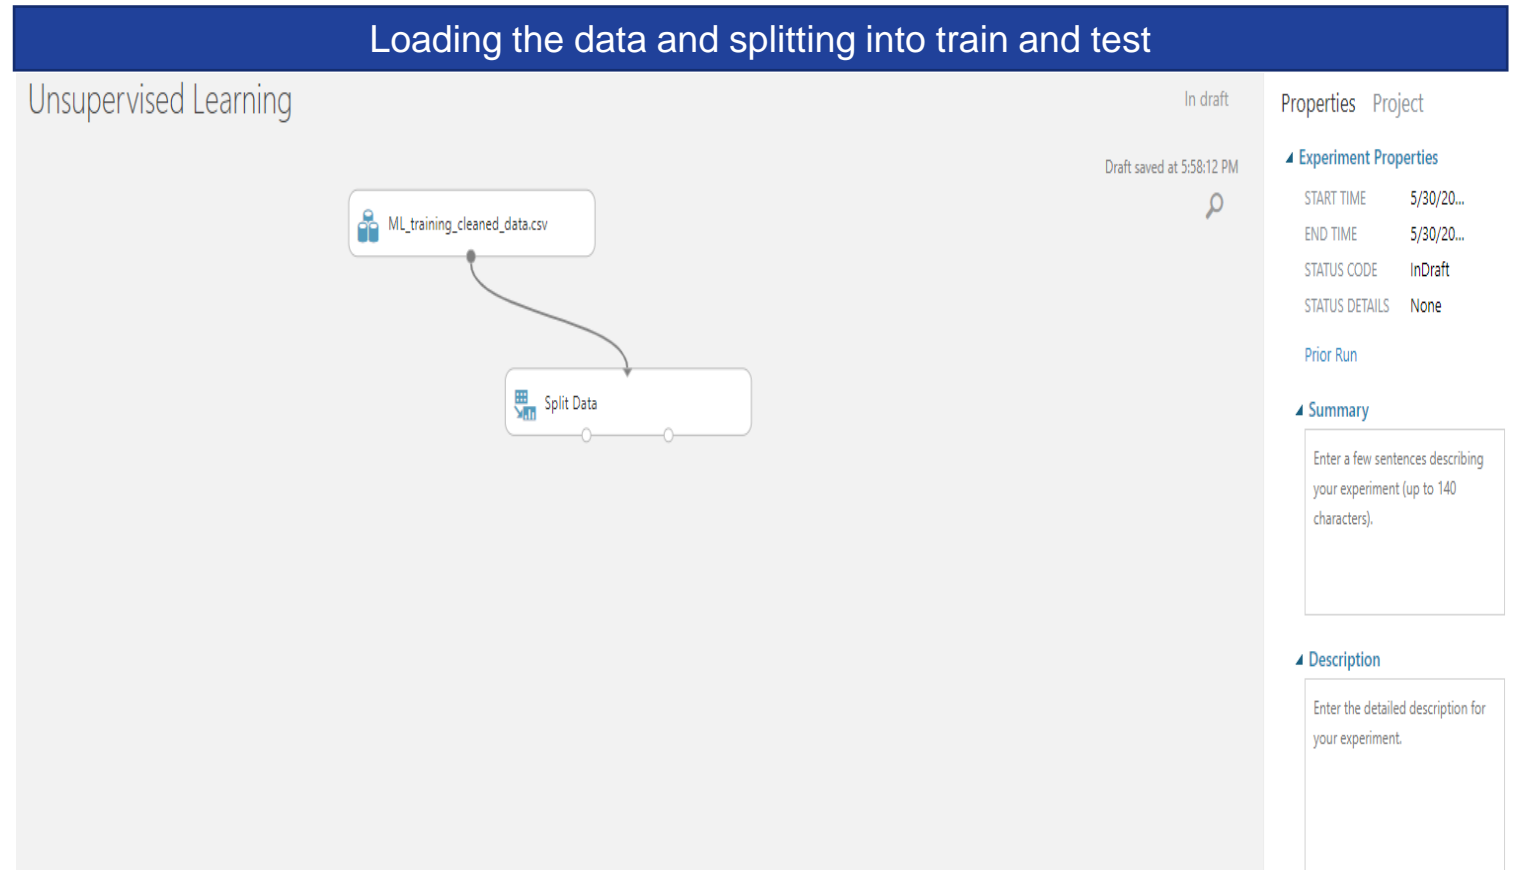 Loading the data and splitting into train and test
Unsupervised Learning
In draft
Draft saved at 5:58:12 PM
ML_training_cleaned_data.csv
Split Data
Properties Project
Experiment Properties
START TIME 5/30/20...
END TIME 5/30/20...
STATUS CODE InDraft
STATUS DETAILS None
Prior Run
Summary
Enter a few sentences describing
your experiment (up to 140
characters).
Description
Enter the detailed description for
your experiment.